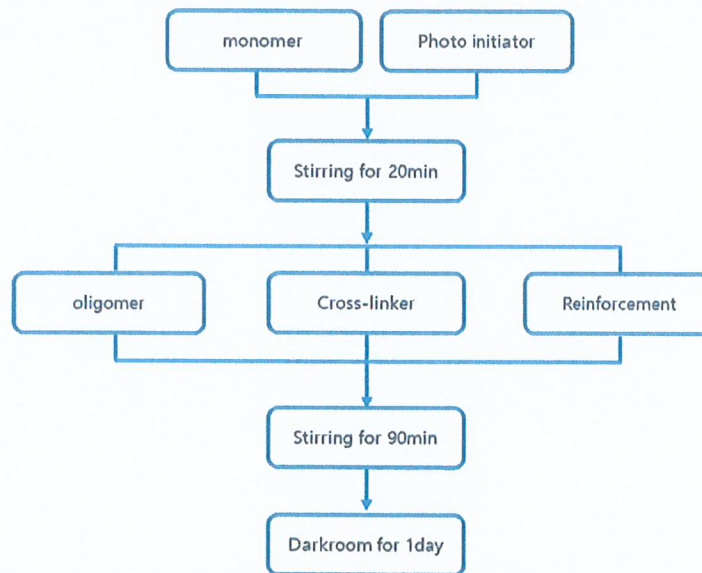 monomer
Photo initiator
Stirring for 20min
oligomer
Cross-linker
Reinforcement
Stirring for 90min
Darkroom for 1day